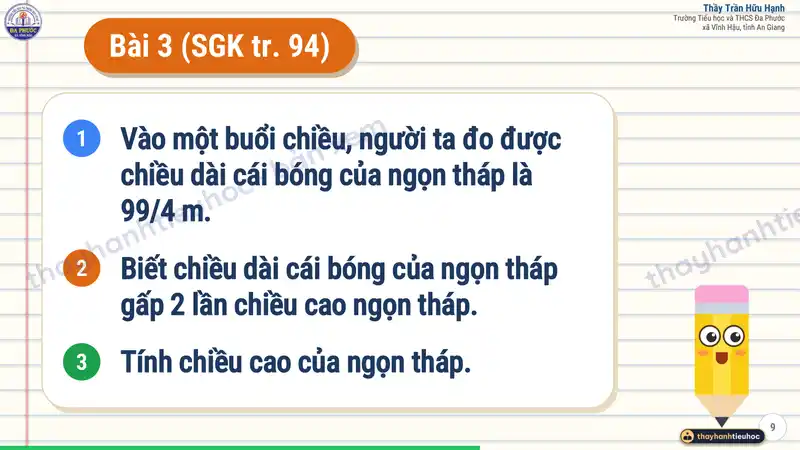 Thầy Trần Hữu Hạnh
Trường Tiểu học và THCS Đa Phước
xã Vĩnh Hậu, tỉnh An Giang
ĐA PHƯỚC
Bài 3 (SGK tr. 94)
1
Vào một buổi chiều, người ta đo được
chiều dài cái bóng của ngọn tháp là
99/4 m.
2
Biết chiều dài cái bóng của ngọn tháp
gấp 2 lần chiều cao ngọn tháp.
3
Tính chiều cao của ngọn tháp.
9
thayhanhtieuhoc